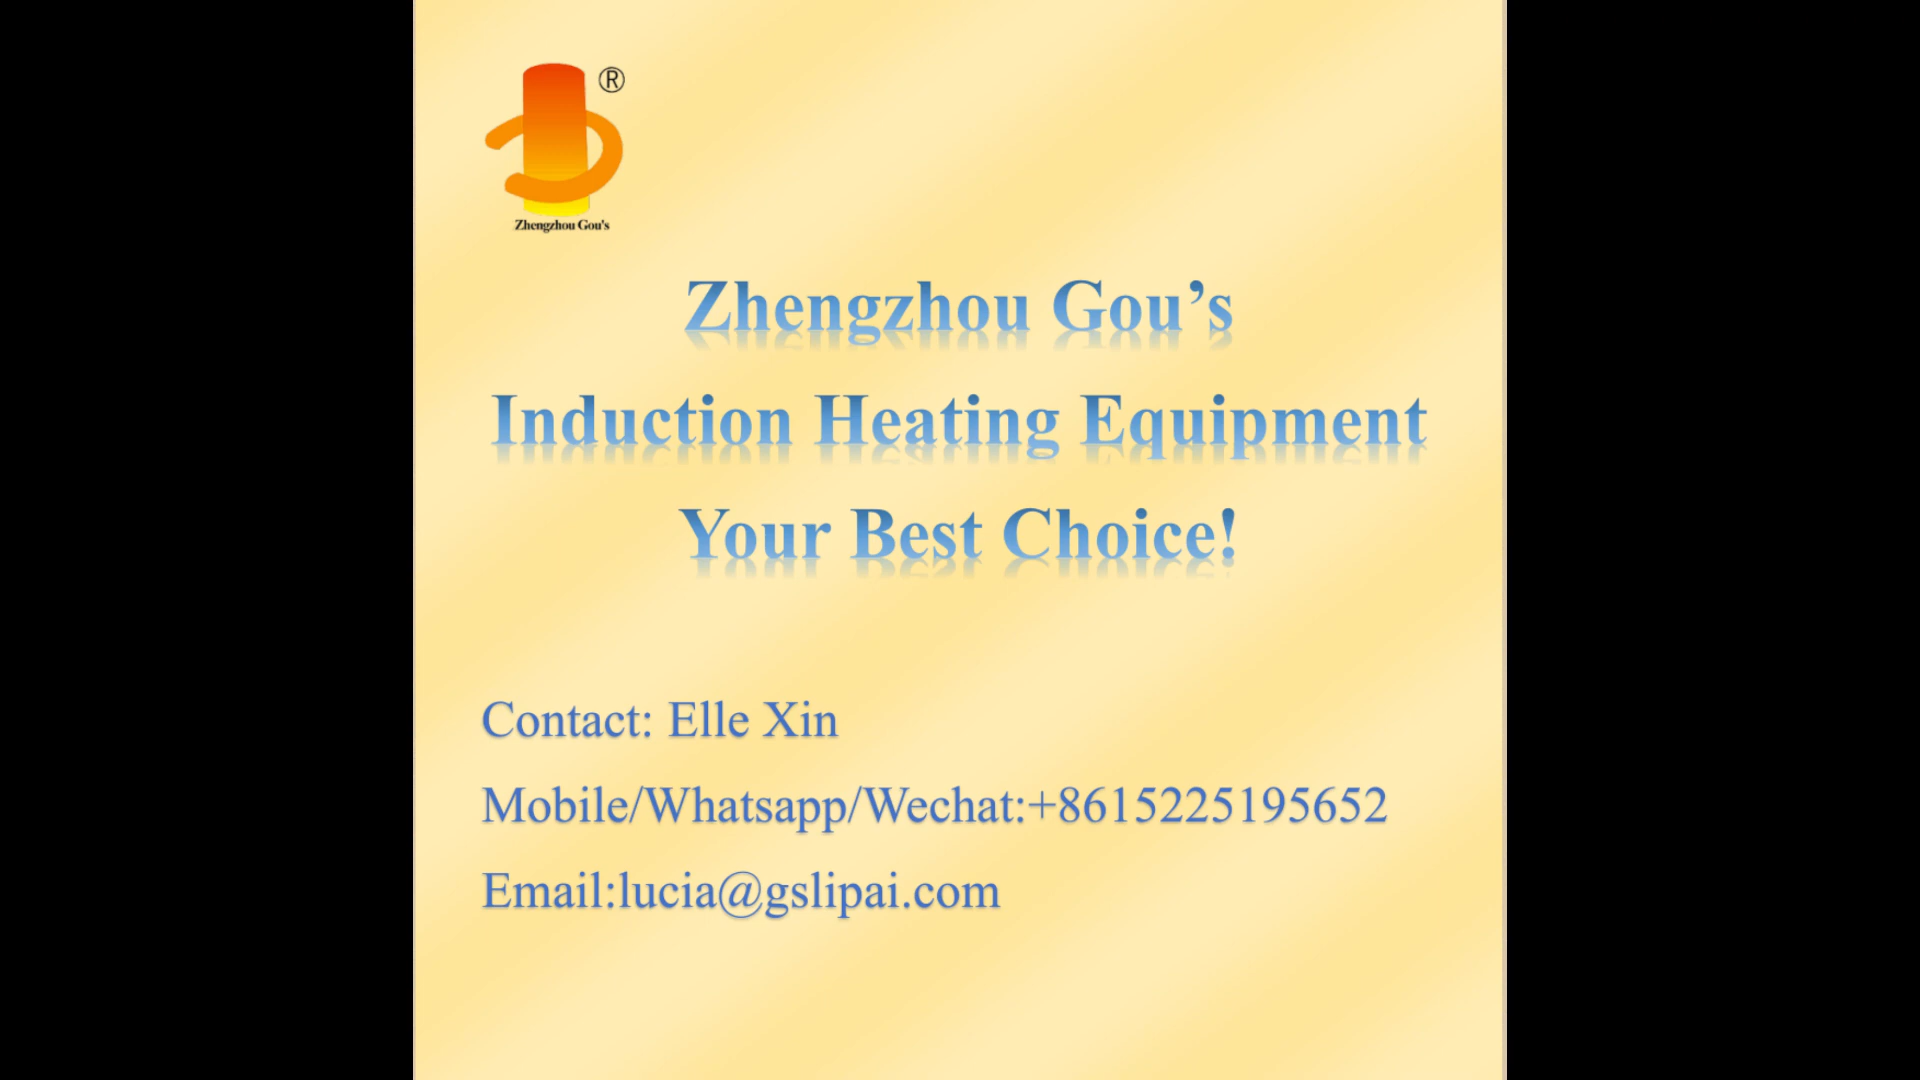 ®
Zhengzhou Gou's
Zhengzhou Gou’s
Induction Heating Equipment
Your Best Choice!
Contact: Elle Xin
Mobile/Whatsapp/Wechat:+8615225195652
Email:lucia@gslipai.com